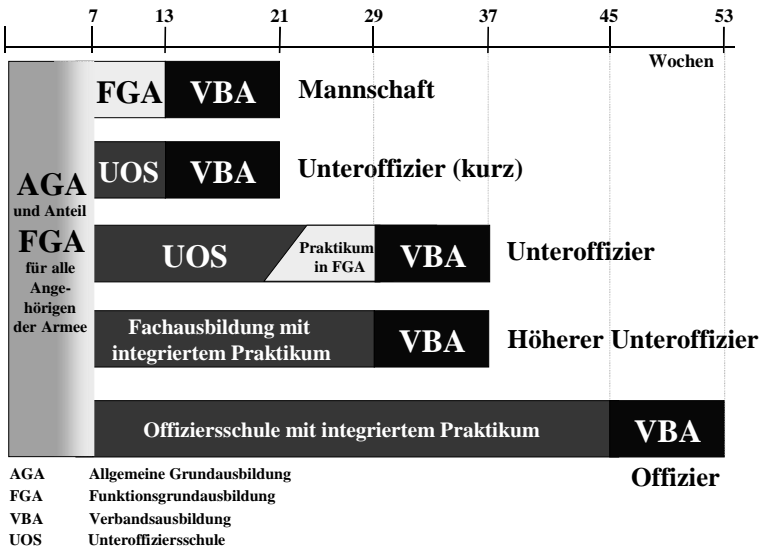 7 13 21 29 37 45 53
Wochen
AGA
und Anteil
FGA
für alle
Ange-
hörigen
der Armee
FGA VBA Mannschaft
UOS VBA Unteroffizier (kurz)
UOS
Praktikum
in FGA
VBA Unteroffizier
Fachausbildung mit
integriertem Praktikum
VBA Höherer Unteroffizier
Offiziersschule mit integriertem Praktikum VBA
Offizier
AGA Allgemeine Grundausbildung
FGA Funktionsgrundausbildung
VBA Verbandsausbildung
UOS Unteroffiziersschule